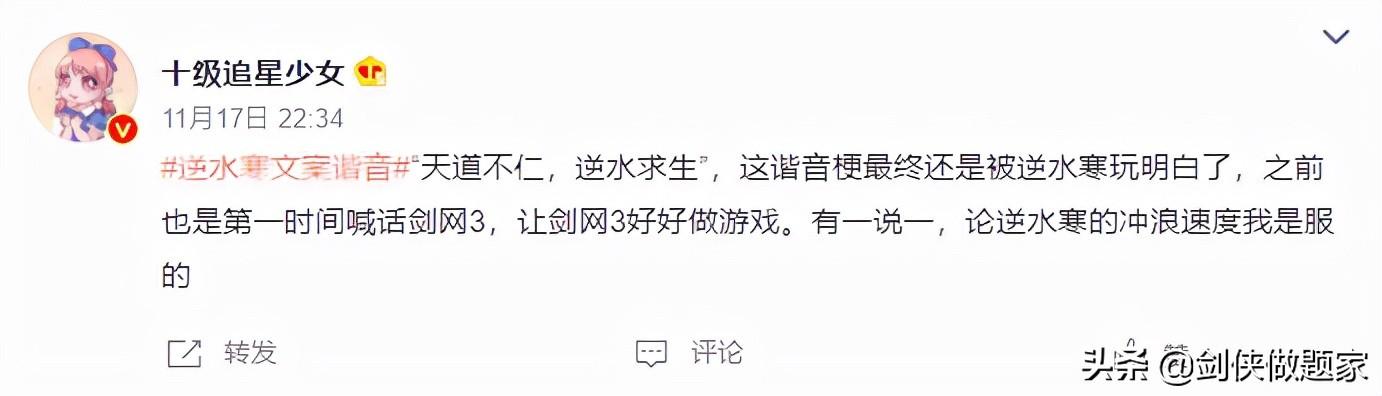 十级追星少女
11月17日 22:34
#逆水寒文案谐音#“天道不仁，逆水求生”，这谐音梗最终还是被逆水寒玩明白了，之前
也是第一时间喊话剑网3，让剑网3好好做游戏。有一说一，论逆水寒的冲浪速度我是服
的
转发
评论
头条 @剑侠做题家